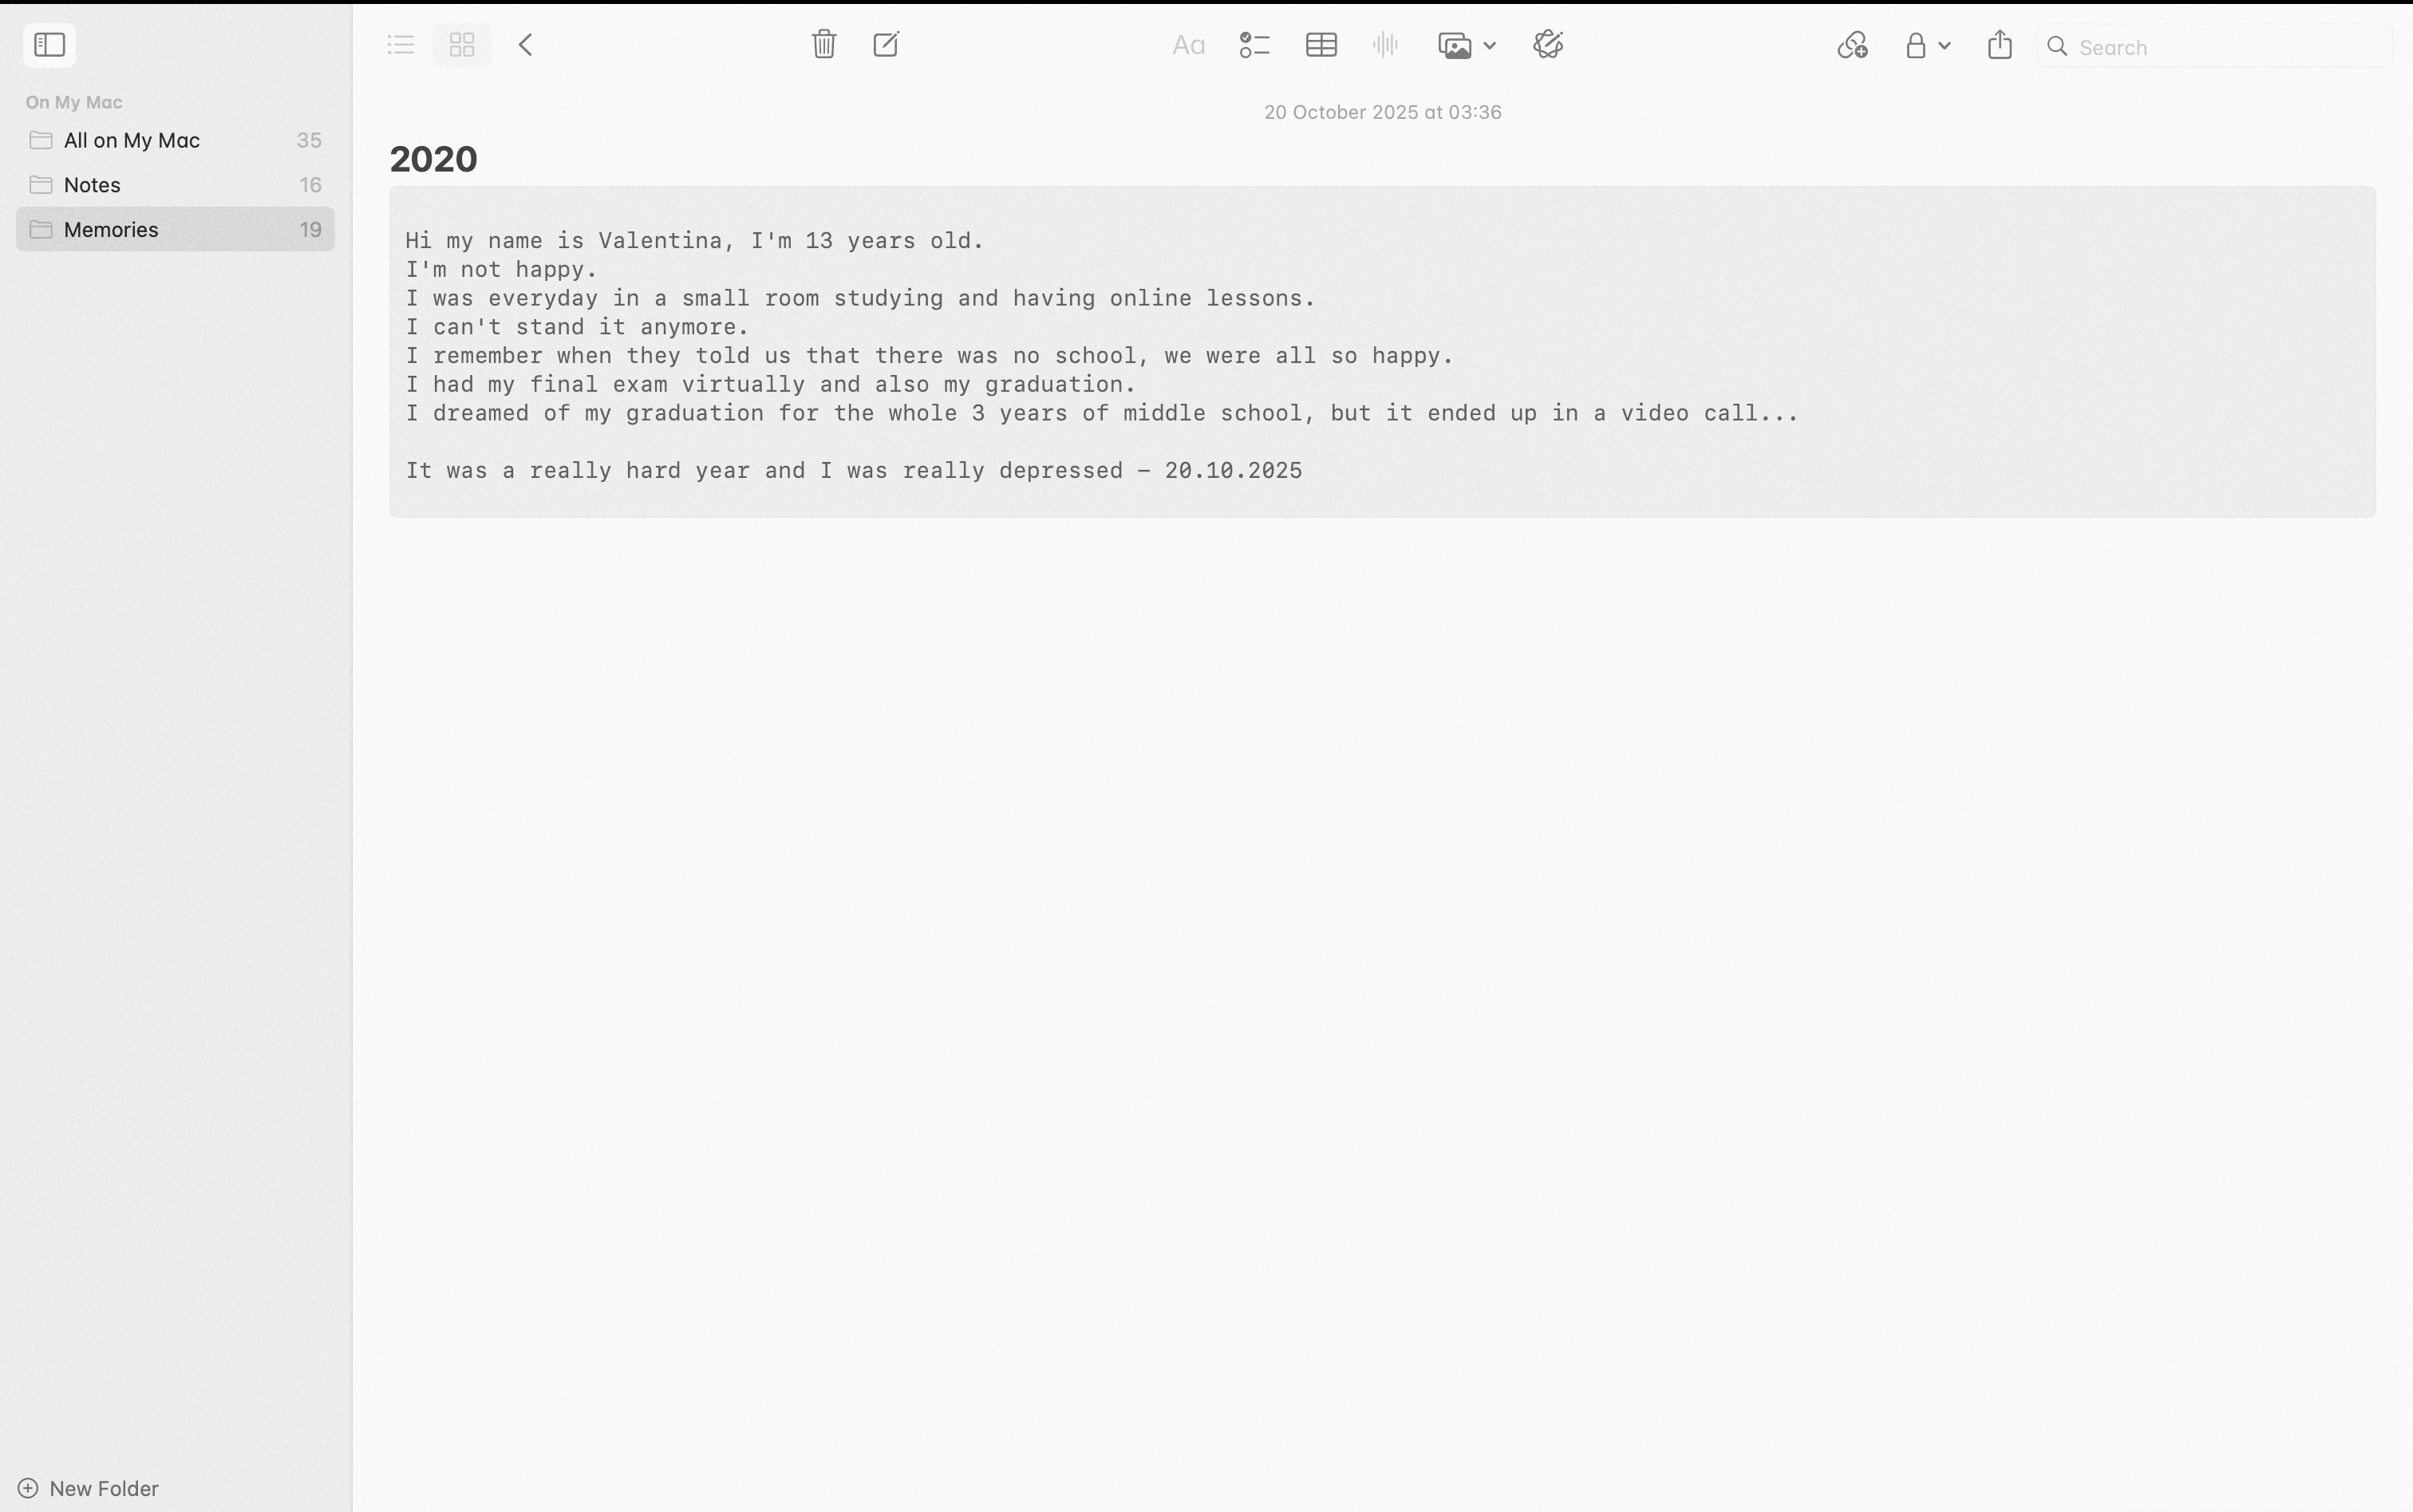 On My Mac
All on My Mac 35
Notes 16
Memories 19
New Folder
Aa
Search
20 October 2025 at 03:36
2020
Hi my name is Valentina, I'm 13 years old.
I'm not happy.
I was everyday in a small room studying and having online lessons.
I can't stand it anymore.
I remember when they told us that there was no school, we were all so happy.
I had my final exam virtually and also my graduation.
I dreamed of my graduation for the whole 3 years of middle school, but it ended up in a video call...
It was a really hard year and I was really depressed – 20.10.2025